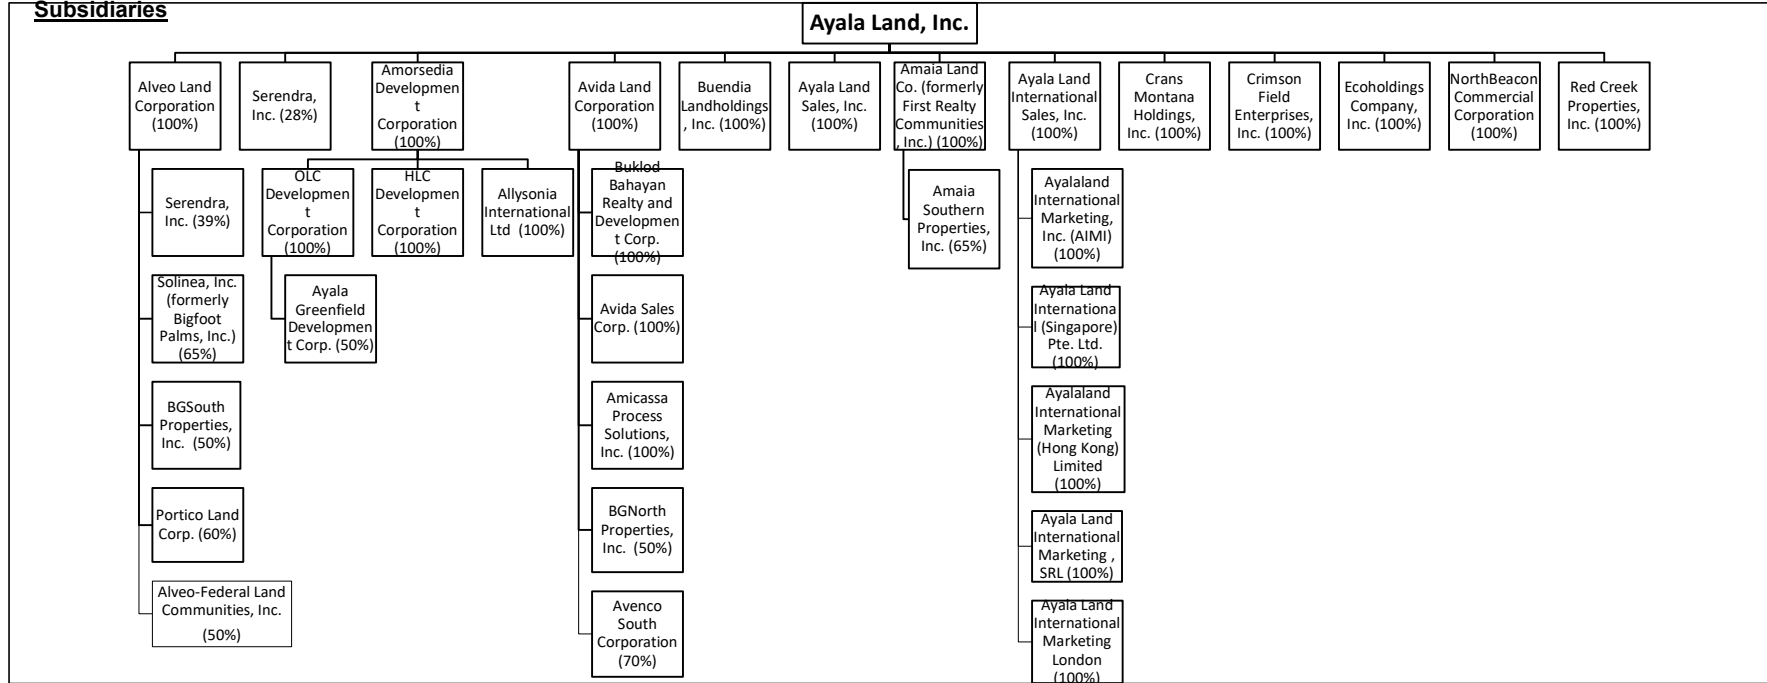 Subsidiaries
Ayala Land, Inc.
Alveo Land
Corporation
(100%)
Serendra,
Inc. (28%)
Amorsedia
Developmen
t
Corporation
(100%)
Avida Land
Corporation
(100%)
Buendia
Landholdings
, Inc. (100%)
Ayala Land
Sales, Inc.
(100%)
Amaia Land
Co. (formerly
First Realty
Communities
, Inc.) (100%)
Ayala Land
International
Sales, Inc.
(100%)
Crans
Montana
Holdings,
Inc. (100%)
Crimson
Field
Enterprises,
Inc. (100%)
Ecoholdings
Company,
Inc. (100%)
NorthBeacon
Commercial
Corporation
(100%)
Red Creek
Properties,
Inc. (100%)
Serendra,
Inc. (39%)
OLC
Developmen
t
Corporation
(100%)
HLC
Developmen
t
Corporation
(100%)
Allysonia
International
Ltd (100%)
Buklod
Bahayan
Realty and
Developmen
t Corp.
(100%)
Amaia
Southern
Properties,
Inc. (65%)
Ayalaland
International
Marketing,
Inc. (AIMI)
(100%)
Solinea, Inc.
(formerly
Bigfoot
Palms, Inc.)
(65%)
Ayala
Greenfield
Developmen
t Corp. (50%)
Avida Sales
Corp. (100%)
Ayala Land
Internationa
l (Singapore)
Pte. Ltd.
(100%)
BGSouth
Properties,
Inc. (50%)
Amicassa
Process
Solutions,
Inc. (100%)
Ayalaland
International
Marketing
(Hong Kong)
Limited
(100%)
Portico Land
Corp. (60%)
BGNorth
Properties,
Inc. (50%)
Ayala Land
International
Marketing ,
SRL (100%)
Alveo-Federal Land
Communities, Inc.
(50%)
Avenco
South
Corporation
(70%)
Ayala Land
International
Marketing
London
(100%)